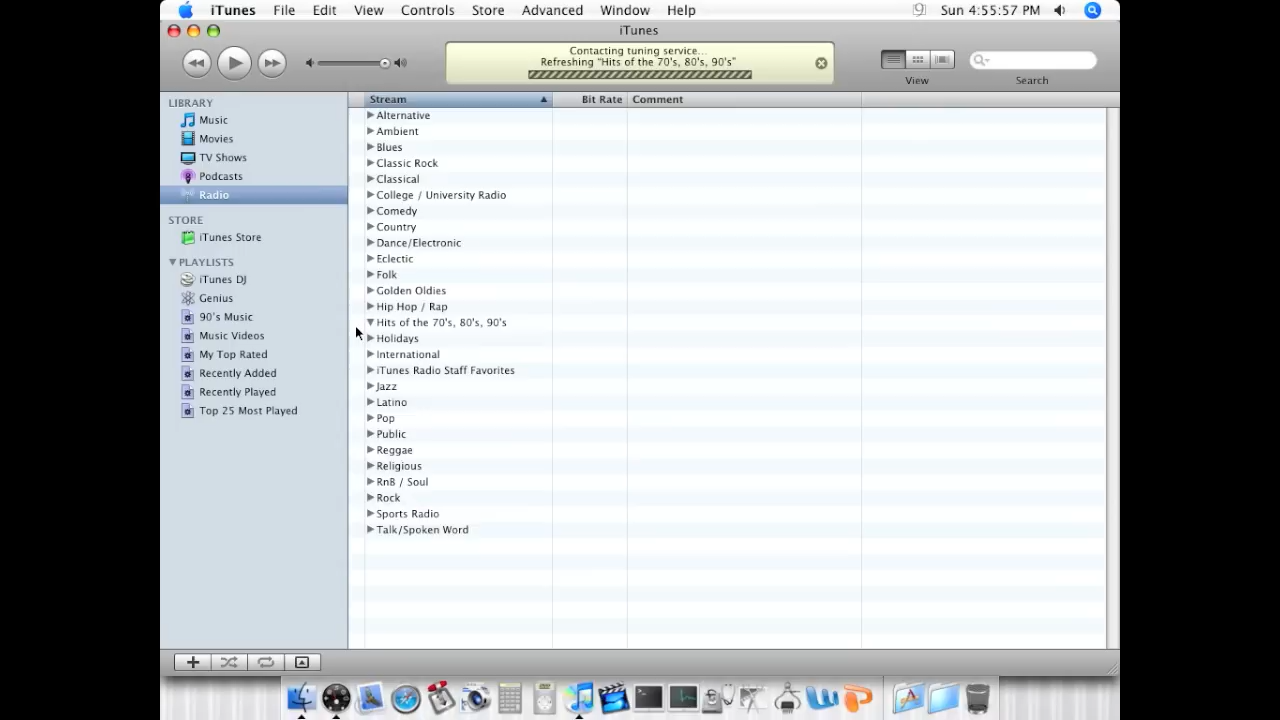 iTunes File Edit View Controls Store Advanced Window Help Sun 4:55:57 PM
iTunes
Contacting tuning service...
Refreshing “Hits of the 70's, 80's, 90's”
View
Search
LIBRARY
Music
Movies
TV Shows
Podcasts
Radio
STORE
iTunes Store
PLAYLISTS
iTunes DJ
Genius
90's Music
Music Videos
My Top Rated
Recently Added
Recently Played
Top 25 Most Played
Stream Bit Rate Comment
Alternative
Ambient
Blues
Classic Rock
Classical
College / University Radio
Comedy
Country
Dance/Electronic
Eclectic
Folk
Golden Oldies
Hip Hop / Rap
Hits of the 70's, 80's, 90's
Holidays
International
iTunes Radio Staff Favorites
Jazz
Latino
Pop
Public
Reggae
Religious
RnB / Soul
Rock
Sports Radio
Talk/Spoken Word